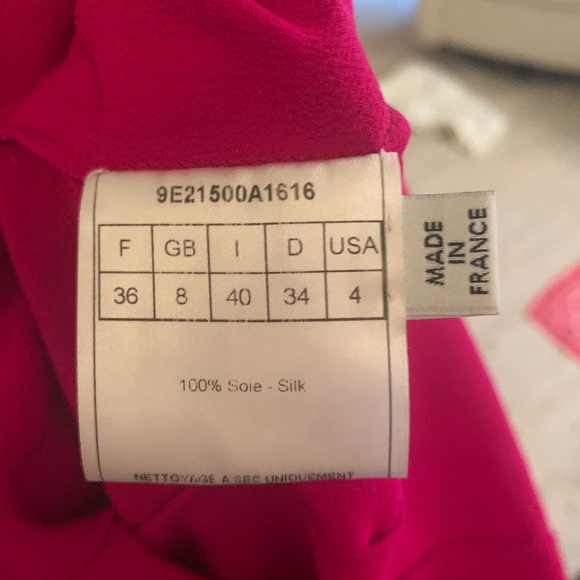 9E21500A1616
F GB I D USA
36 8 40 34 4
100% Soie - Silk
NETTOYAGE A SEC UNIQUEMENT
MADE
IN
FRANCE